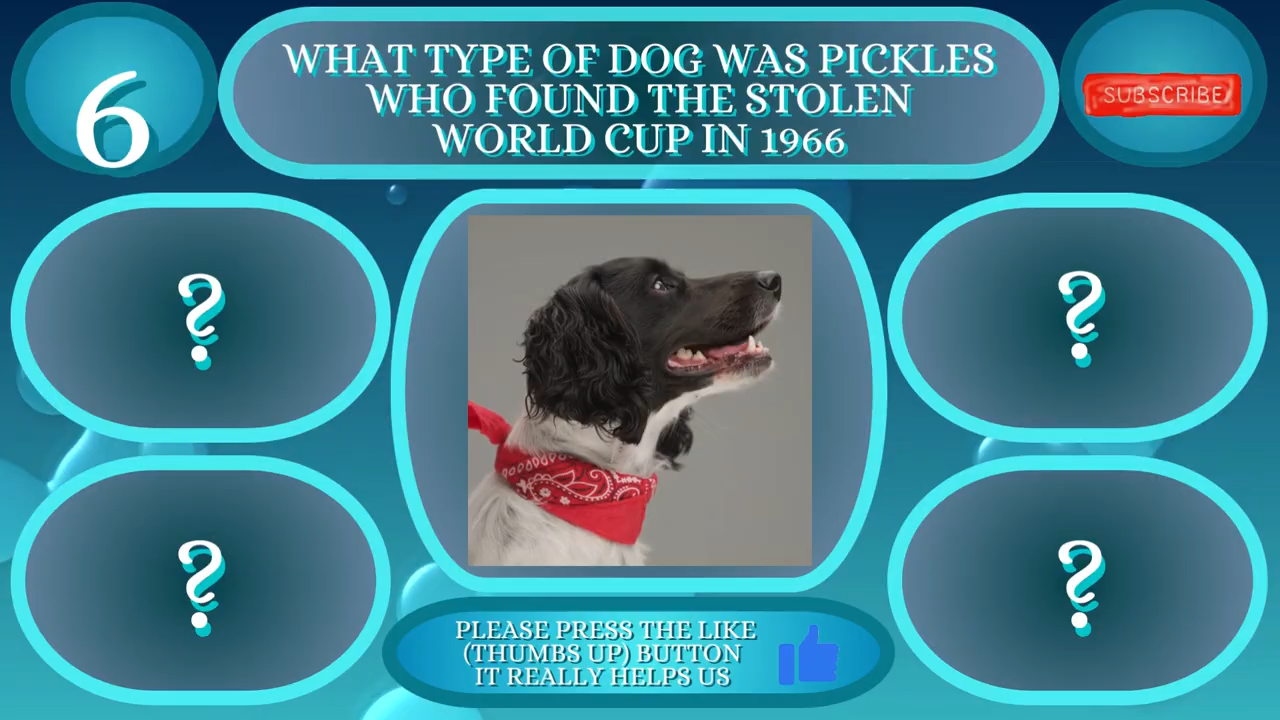 6
WHAT TYPE OF DOG WAS PICKLES
WHO FOUND THE STOLEN
WORLD CUP IN 1966
SUBSCRIBE
?
?
?
?
PLEASE PRESS THE LIKE
(THUMBS UP) BUTTON
IT REALLY HELPS US